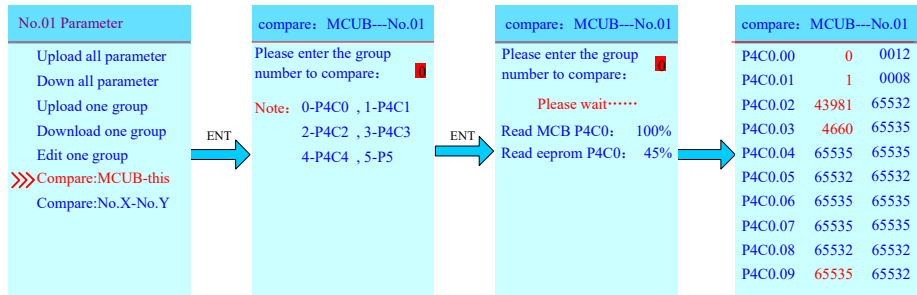 No.01 Parameter
Upload all parameter
Down all parameter
Upload one group
Download one group
Edit one group
Compare:MCUB-this
Compare:No.X-No.Y
ENT
compare：MCUB---No.01
Please enter the group
number to compare： 0
Note： 0-P4C0 , 1-P4C1
2-P4C2 , 3-P4C3
4-P4C4 , 5-P5
ENT
compare：MCUB---No.01
Please enter the group
number to compare： 0
Please wait······
Read MCB P4C0： 100%
Read eeprom P4C0： 45%
compare：MCUB---No.01
P4C0.00 0 0012
P4C0.01 1 0008
P4C0.02 43981 65532
P4C0.03 4660 65535
P4C0.04 65535 65535
P4C0.05 65532 65532
P4C0.06 65535 65535
P4C0.07 65535 65535
P4C0.08 65532 65532
P4C0.09 65535 65532